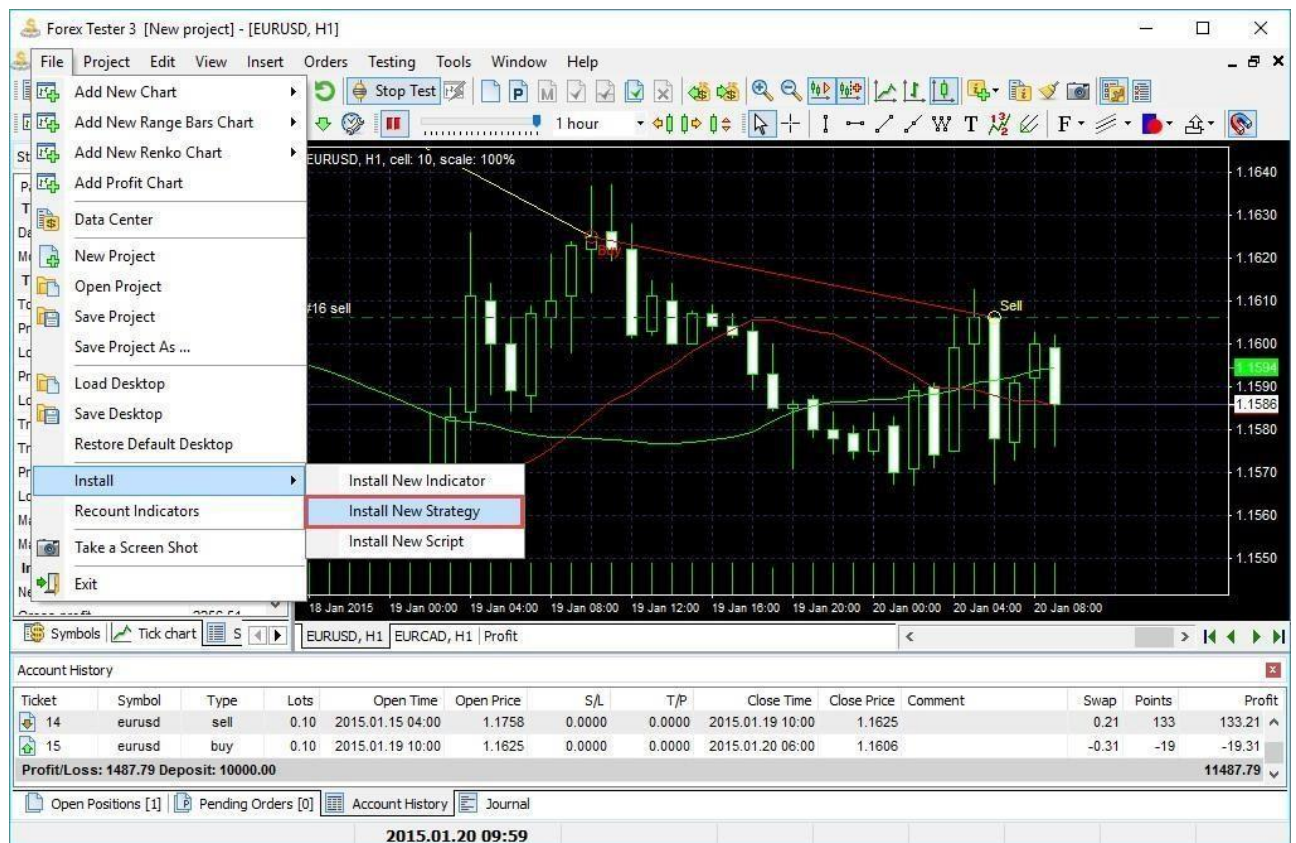 Forex Tester 3 [New project] - [EURUSD, H1]
File Project Edit View Insert Orders Testing Tools Window Help
Stop Test
1 hour
Add New Chart
Add New Range Bars Chart
Add New Renko Chart
Add Profit Chart
Data Center
New Project
Open Project
Save Project
Save Project As ...
Load Desktop
Save Desktop
Restore Default Desktop
Install
Recount Indicators
Take a Screen Shot
Exit
Install New Indicator
Install New Strategy
Install New Script
EURUSD, H1, cell: 10, scale: 100%
#16 sell
Buy
Sell
1.1640
1.1630
1.1620
1.1610
1.1600
1.1594
1.1590
1.1586
1.1580
1.1570
1.1560
1.1550
18 Jan 2015 19 Jan 00:00 19 Jan 04:00 19 Jan 08:00 19 Jan 12:00 19 Jan 16:00 19 Jan 20:00 20 Jan 00:00 20 Jan 04:00 20 Jan 08:00
Symbols Tick chart S
EURUSD, H1 EURCAD, H1 Profit
Account History
Ticket Symbol Type Lots Open Time Open Price S/L T/P Close Time Close Price Comment Swap Points Profit
14 eurusd sell 0.10 2015.01.15 04:00 1.1758 0.0000 0.0000 2015.01.19 10:00 1.1625 0.21 133 133.21
15 eurusd buy 0.10 2015.01.19 10:00 1.1625 0.0000 0.0000 2015.01.20 06:00 1.1606 -0.31 -19 -19.31
Profit/Loss: 1487.79 Deposit: 10000.00 11487.79
Open Positions [1] Pending Orders [0] Account History Journal
2015.01.20 09:59